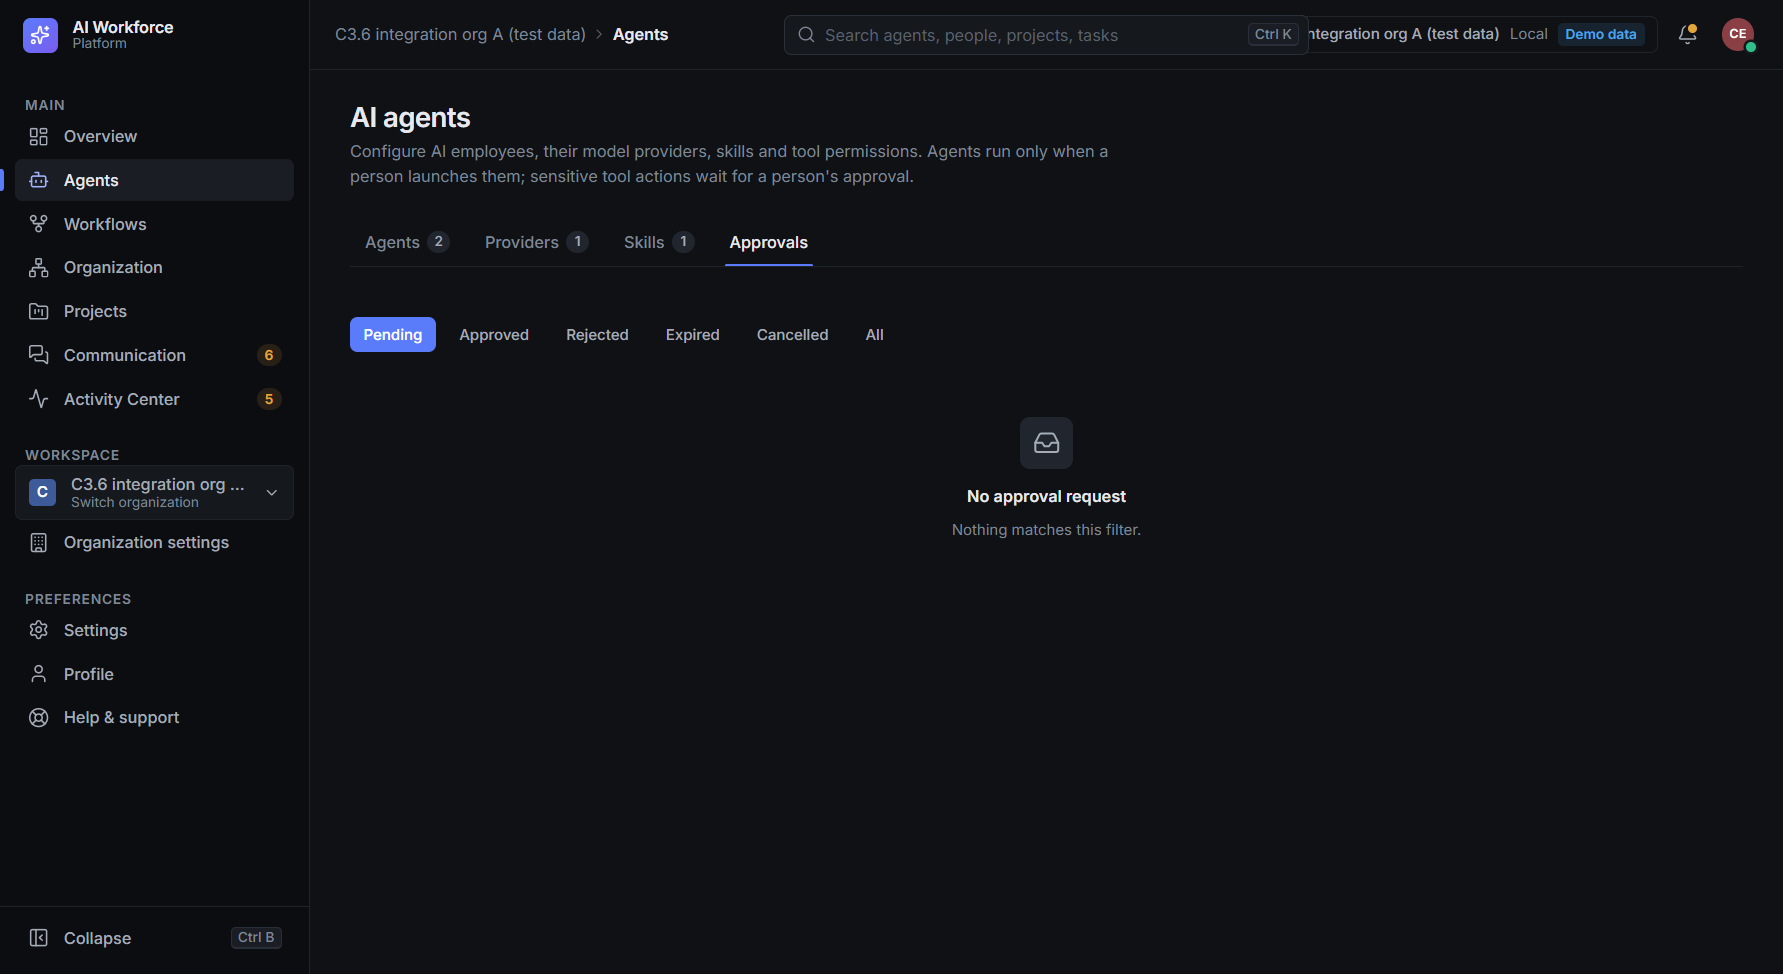 AI Workforce
Platform
MAIN
Overview
Agents
Workflows
Organization
Projects
Communication 6
Activity Center 5
WORKSPACE
C C3.6 integration org ...
Switch organization
Organization settings
PREFERENCES
Settings
Profile
Help & support
Collapse Ctrl B
C3.6 integration org A (test data) > Agents
Search agents, people, projects, tasks Ctrl K
ntegration org A (test data) Local Demo data
CE
AI agents
Configure AI employees, their model providers, skills and tool permissions. Agents run only when a
person launches them; sensitive tool actions wait for a person's approval.
Agents 2 Providers 1 Skills 1 Approvals
Pending Approved Rejected Expired Cancelled All
No approval request
Nothing matches this filter.